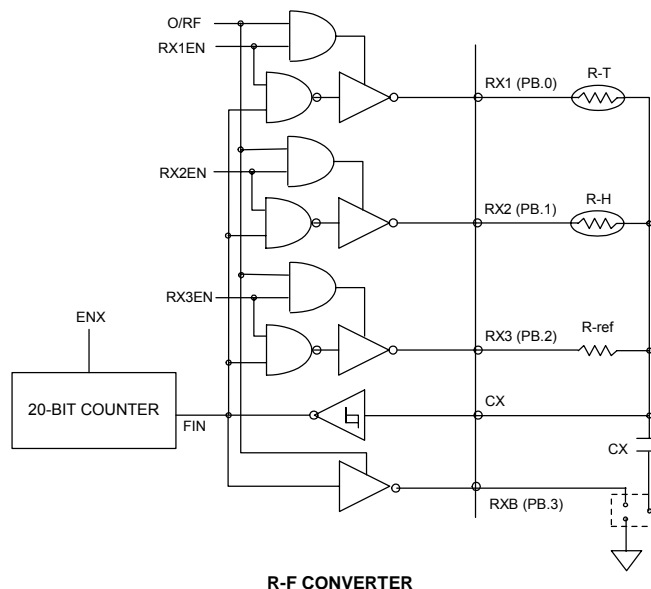 O/RF
RX1EN
RX1 (PB.0)
R-T
RX2EN
RX2 (PB.1)
R-H
RX3EN
RX3 (PB.2)
R-ref
ENX
20-BIT COUNTER
FIN
CX
CX
RXB (PB.3)
R-F CONVERTER